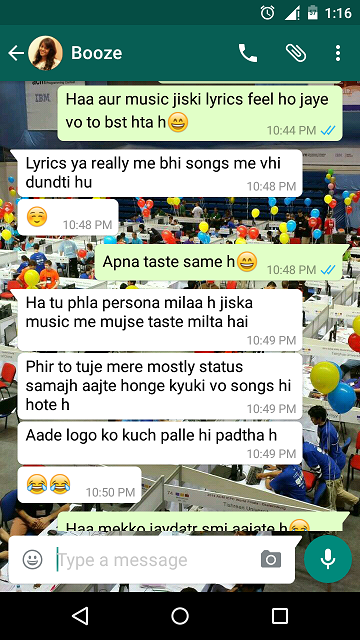 1:16
Booze
Haa aur music jiski lyrics feel ho jaye
vo to bst hta h😄
10:44 PM
Lyrics ya really me bhi songs me vhi
dundti hu
10:48 PM
☺️
10:48 PM
Apna taste same h😄
10:48 PM
Ha tu phla persona milaa h jiska
music me mujse taste milta hai
10:49 PM
Phir to tuje mere mostly status
samajh aajte honge kyuki vo songs hi
hote h
10:49 PM
Aade logo ko kuch palle hi padtha h
10:49 PM
😂😂
10:50 PM
Haa mekko jaydatr smj aajate h
Type a message
IBM